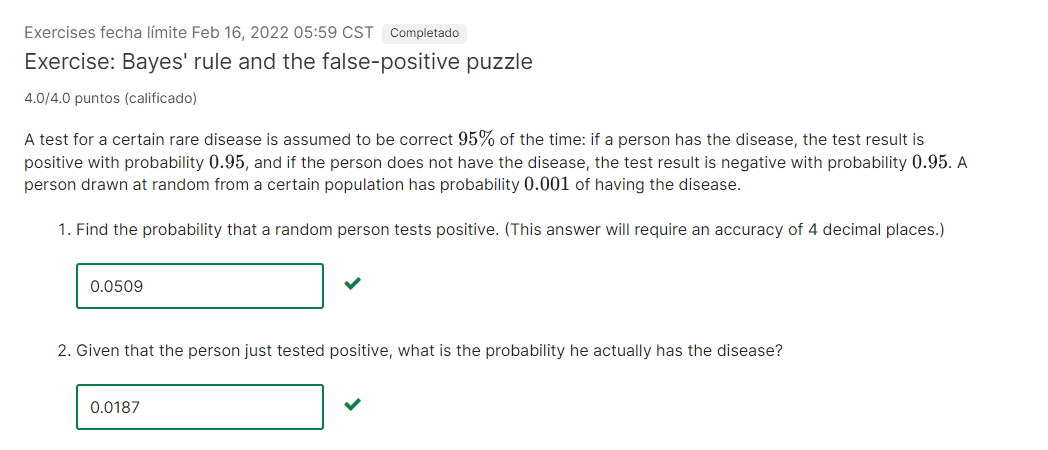 Exercises fecha límite Feb 16, 2022 05:59 CST Completado
Exercise: Bayes' rule and the false-positive puzzle
4.0/4.0 puntos (calificado)
A test for a certain rare disease is assumed to be correct 95% of the time: if a person has the disease, the test result is
positive with probability 0.95, and if the person does not have the disease, the test result is negative with probability 0.95. A
person drawn at random from a certain population has probability 0.001 of having the disease.
1. Find the probability that a random person tests positive. (This answer will require an accuracy of 4 decimal places.)
0.0509
2. Given that the person just tested positive, what is the probability he actually has the disease?
0.0187